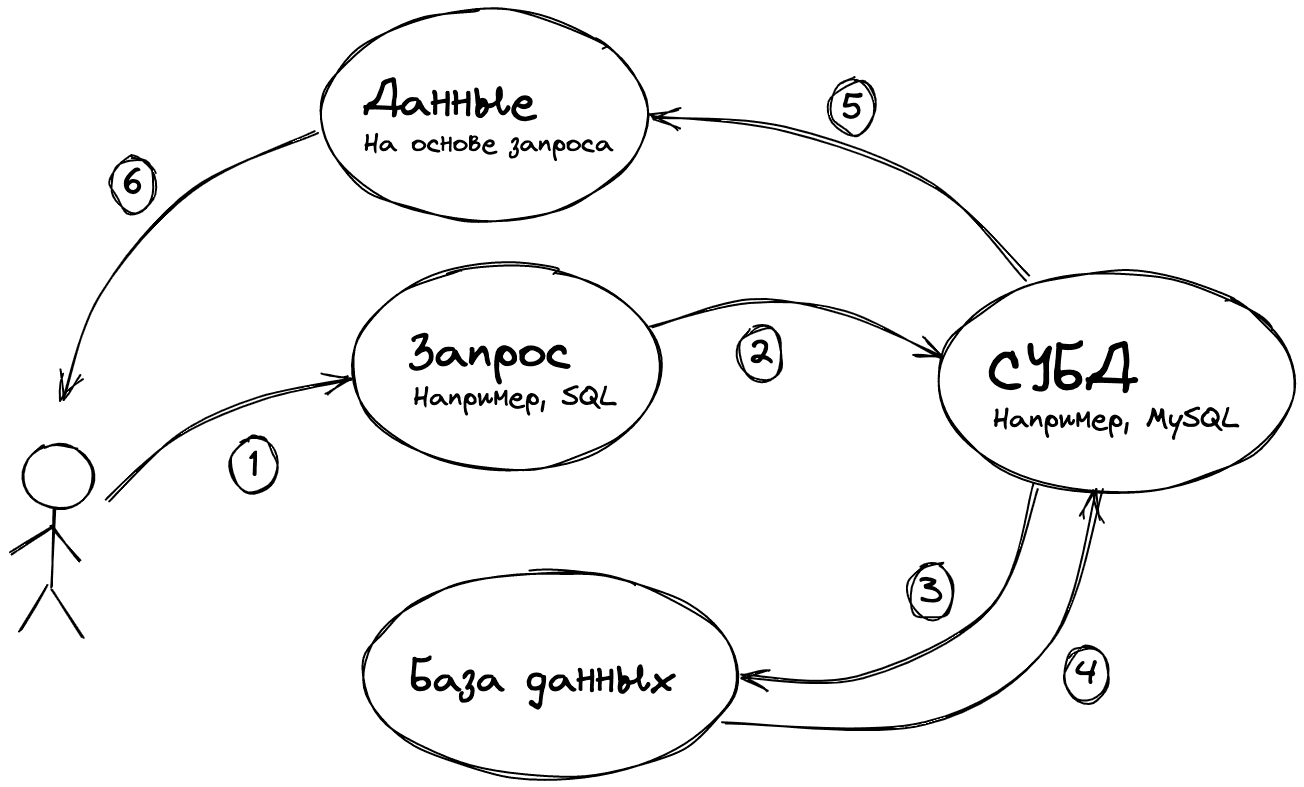 Данные
На основе запроса
5
6
Запрос
Например, SQL
2
СУБД
Например, MySQL
1
3
База данных
4